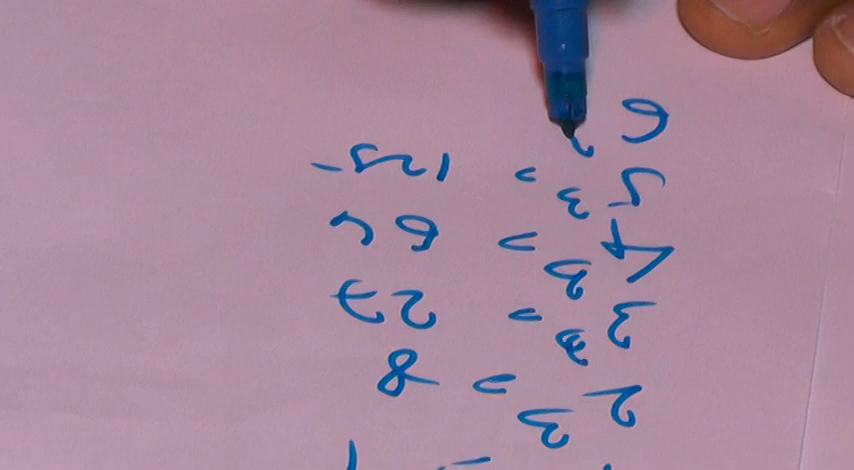 2³ = 8
3³ = 27
4³ = 64
5³ = 125
6